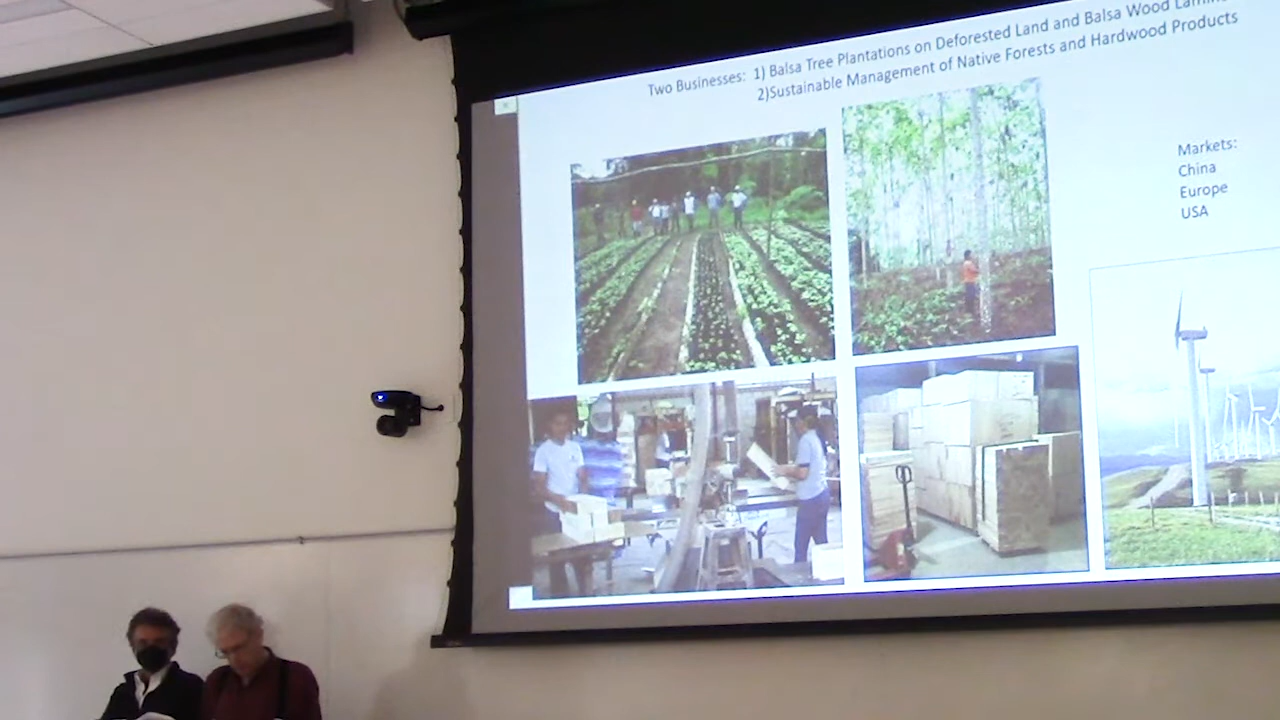 Two Businesses: 1) Balsa Tree Plantations on Deforested Land and Balsa Wood
2)Sustainable Management of Native Forests and Hardwood Products
Markets:
China
Europe
USA